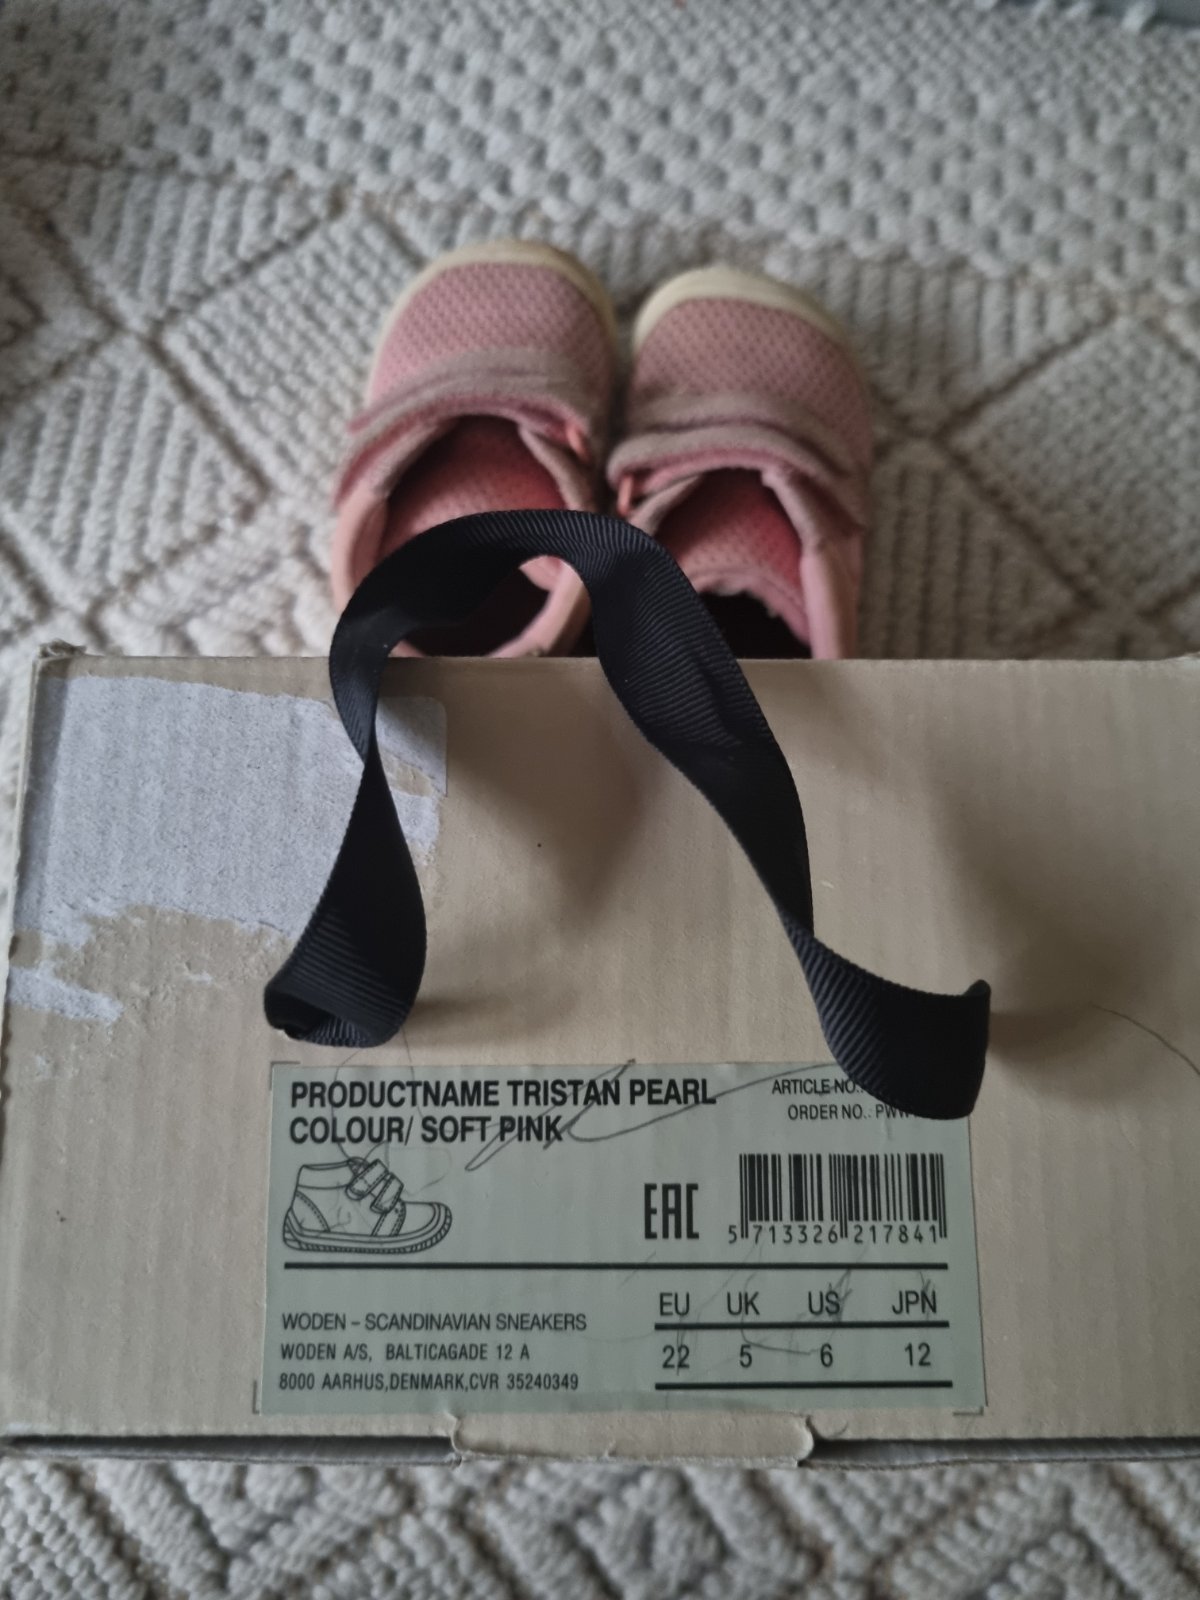 PRODUCTNAME TRISTAN PEARL
COLOUR/ SOFT PINK
ARTICLE NO.:
ORDER NO.:
EAC
5 713326 217841
EU UK US JPN
22 5 6 12
WODEN – SCANDINAVIAN SNEAKERS
WODEN A/S, BALTICAGADE 12 A
8000 AARHUS,DENMARK,CVR 35240349